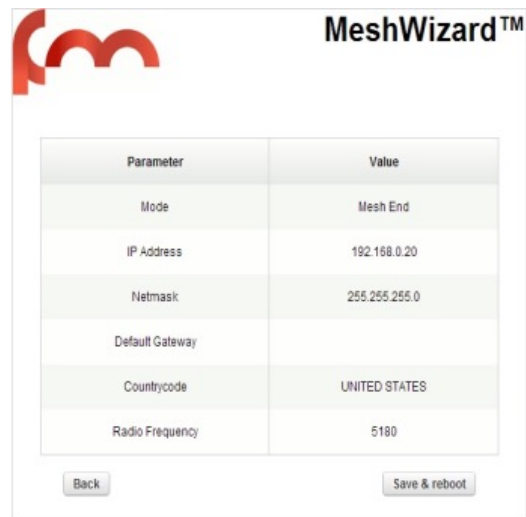 MeshWizard™
Parameter Value
Mode Mesh End
IP Address 192.168.0.20
Netmask 255.255.255.0
Default Gateway
Countrycode UNITED STATES
Radio Frequency 5180
Back Save & reboot